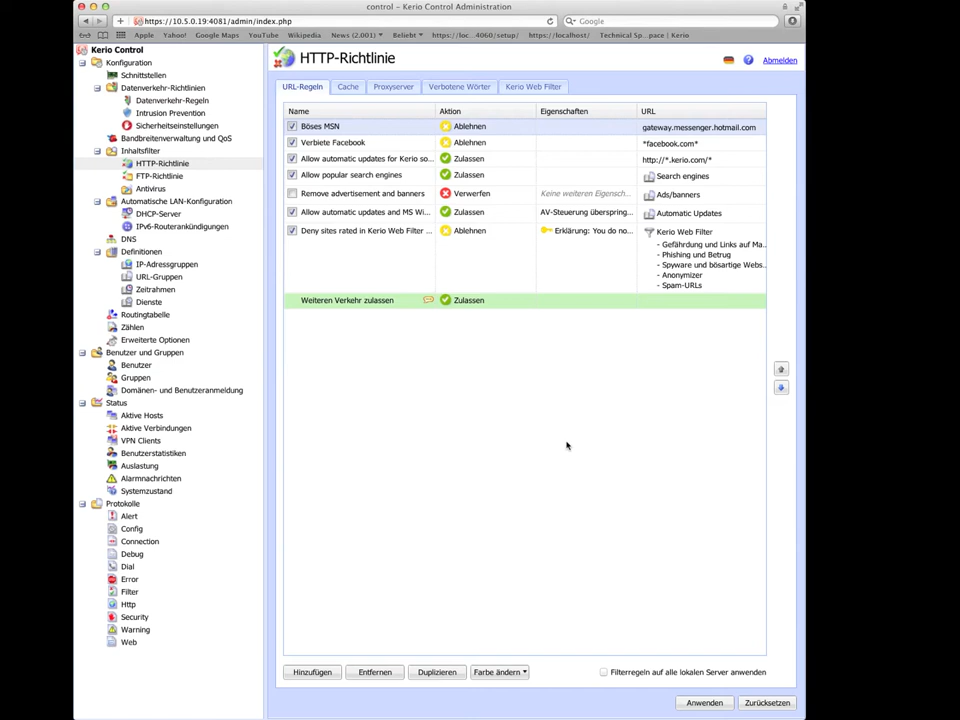 control – Kerio Control Administration
https://10.5.0.19:4081/admin/index.php
Google
Apple Yahoo! Google Maps YouTube Wikipedia News (2.001) Beliebt https://loc...4060/setup/ https://localhost/ Technical Sp...pace | Kerio
Kerio Control
Konfiguration
Schnittstellen
Datenverkehr-Richtlinien
Datenverkehr-Regeln
Intrusion Prevention
Sicherheitseinstellungen
Bandbreitenverwaltung und QoS
Inhaltsfilter
HTTP-Richtlinie
FTP-Richtlinie
Antivirus
Automatische LAN-Konfiguration
DHCP-Server
IPv6-Routerankündigungen
DNS
Definitionen
IP-Adressgruppen
URL-Gruppen
Zeitrahmen
Dienste
Routingtabelle
Zählen
Erweiterte Optionen
Benutzer und Gruppen
Benutzer
Gruppen
Domänen- und Benutzeranmeldung
Status
Aktive Hosts
Aktive Verbindungen
VPN Clients
Benutzerstatistiken
Auslastung
Alarmnachrichten
Systemzustand
Protokolle
Alert
Config
Connection
Debug
Dial
Error
Filter
Http
Security
Warning
Web
HTTP-Richtlinie
Abmelden
URL-Regeln Cache Proxyserver Verbotene Wörter Kerio Web Filter
Name Aktion Eigenschaften URL
Böses MSN Ablehnen gateway.messenger.hotmail.com
Verbiete Facebook Ablehnen *facebook.com*
Allow automatic updates for Kerio so... Zulassen http://*.kerio.com/*
Allow popular search engines Zulassen Search engines
Remove advertisement and banners Verwerfen Keine weiteren Eigensch... Ads/banners
Allow automatic updates and MS Wi... Zulassen AV-Steuerung überspring... Automatic Updates
Deny sites rated in Kerio Web Filter ... Ablehnen Erklärung: You do no... Kerio Web Filter
- Gefährdung und Links auf Ma...
- Phishing und Betrug
- Spyware und bösartige Webs...
- Anonymizer
- Spam-URLs
Weiteren Verkehr zulassen Zulassen
Hinzufügen Entfernen Duplizieren Farbe ändern Filterregeln auf alle lokalen Server anwenden
Anwenden Zurücksetzen